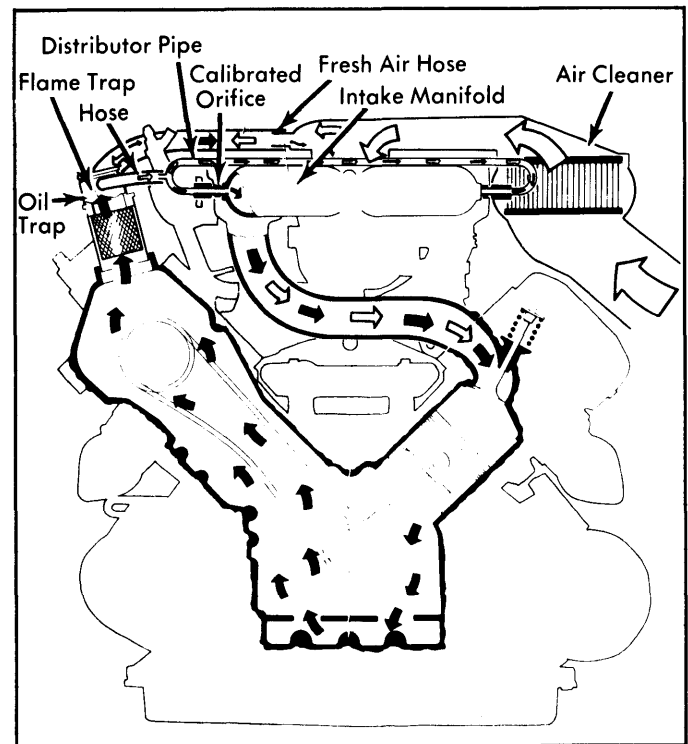 Distributor Pipe
Flame Trap
Hose
Calibrated
Orifice
Fresh Air Hose
Intake Manifold
Air Cleaner
Oil
Trap